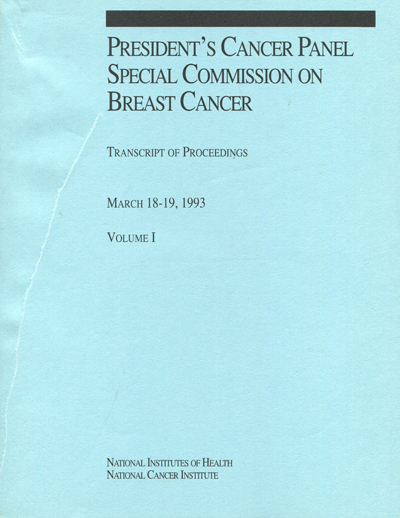 PRESIDENT'S CANCER PANEL
SPECIAL COMMISSION ON
BREAST CANCER
TRANSCRIPT OF PROCEEDINGS
MARCH 18-19, 1993
VOLUME I
NATIONAL INSTITUTES OF HEALTH
NATIONAL CANCER INSTITUTE